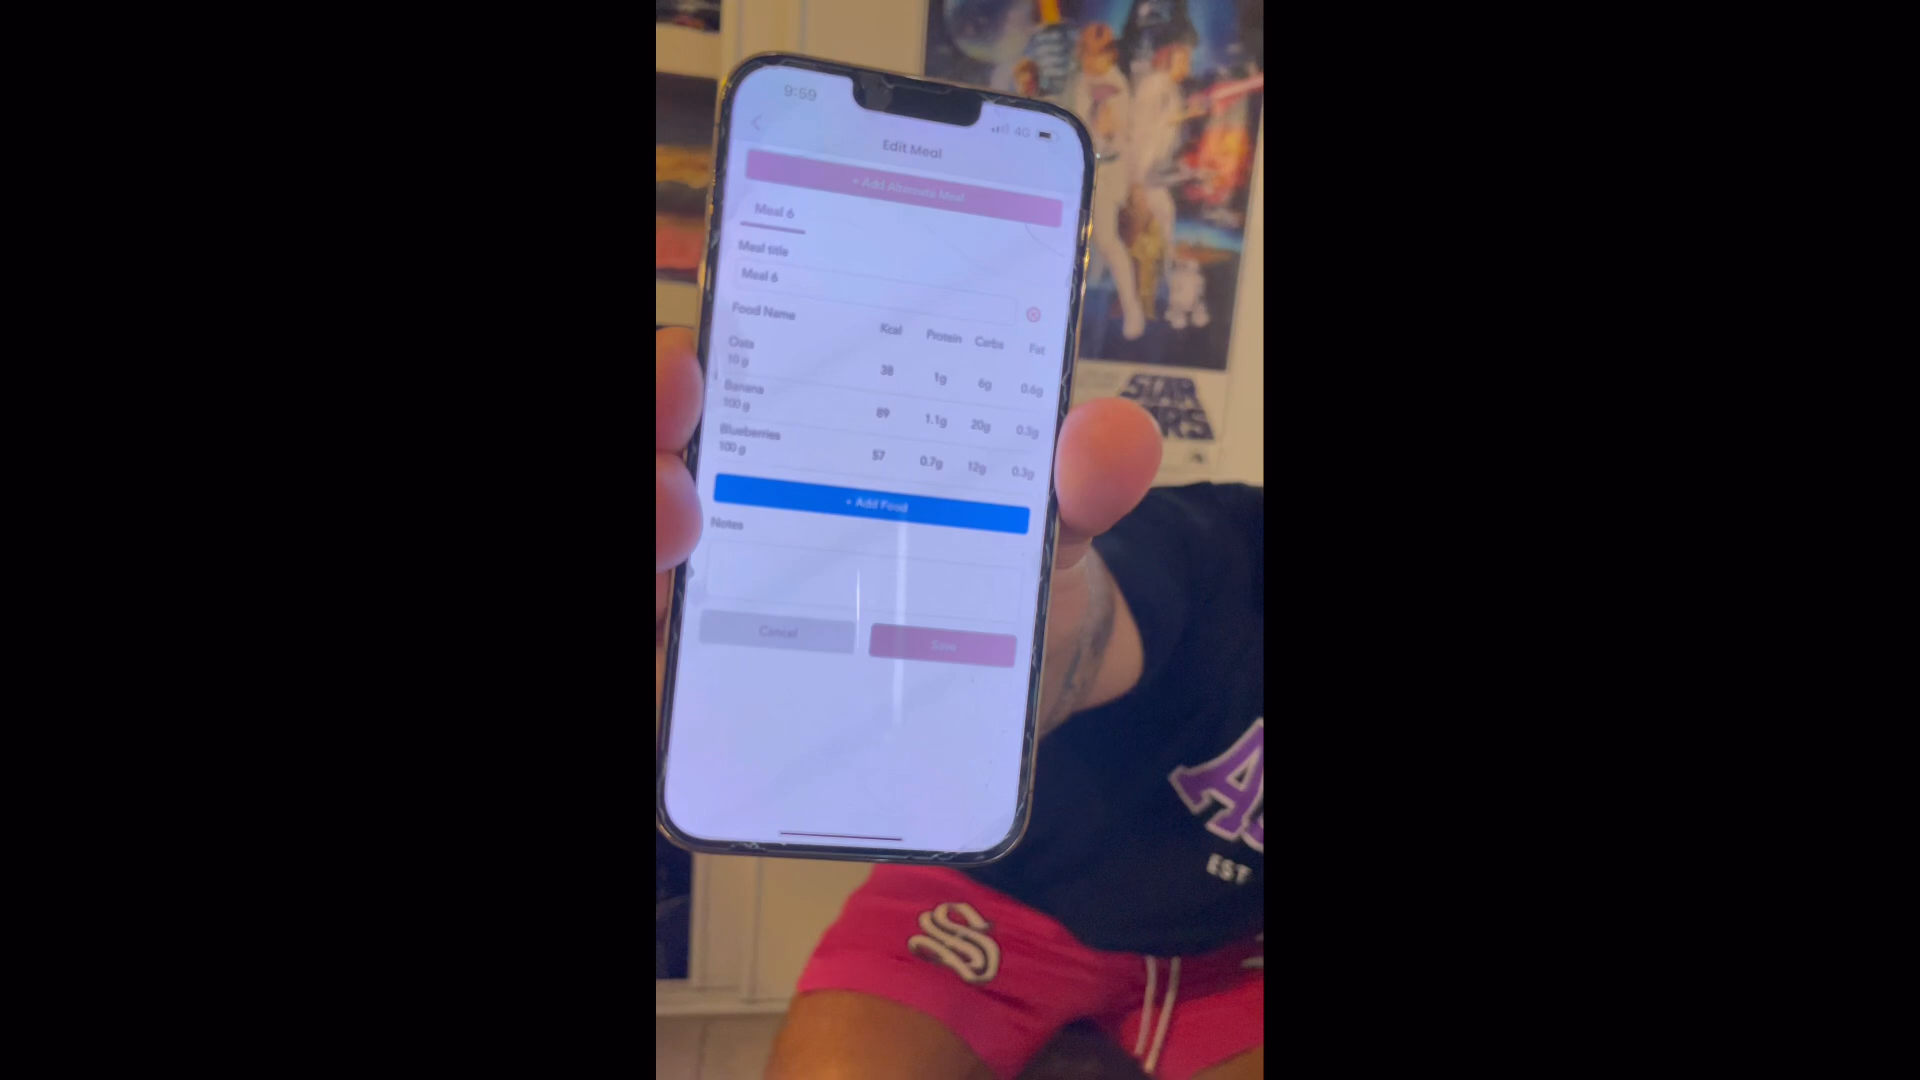 9:59
4G
Edit Meal
+ Add Alternate Meal
Meal 6
Meal title
Meal 6
Food Name Kcal Protein Carbs Fat
Oats
10 g 38 1g 6g 0.6g
Banana
100 g 89 1.1g 20g 0.3g
Blueberries
100 g 57 0.7g 12g 0.3g
+ Add Food
Notes
Cancel Save
STAR
WARS
EST
S